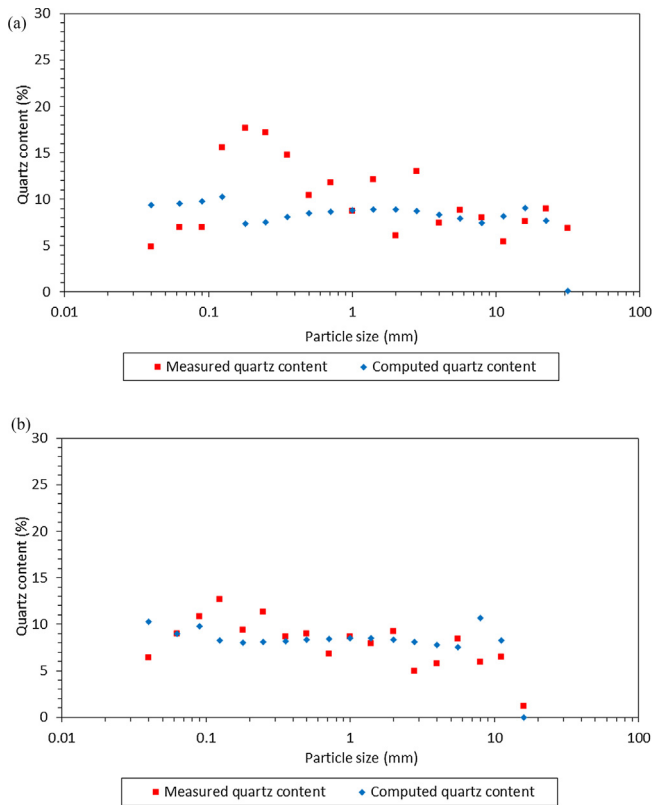 (a)
30
25
20
15
10
5
0
Quartz content (%)
0.01 0.1 1 10 100
Particle size (mm)
Measured quartz content Computed quartz content
(b)
30
25
20
15
10
5
0
Quartz content (%)
0.01 0.1 1 10 100
Particle size (mm)
Measured quartz content Computed quartz content